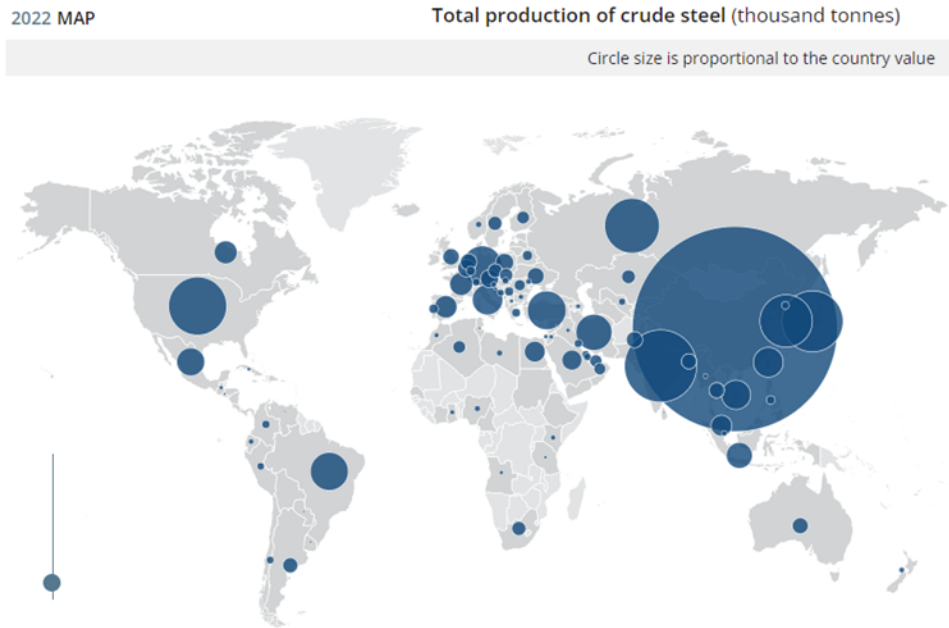 2022 MAP
Total production of crude steel (thousand tonnes)
Circle size is proportional to the country value